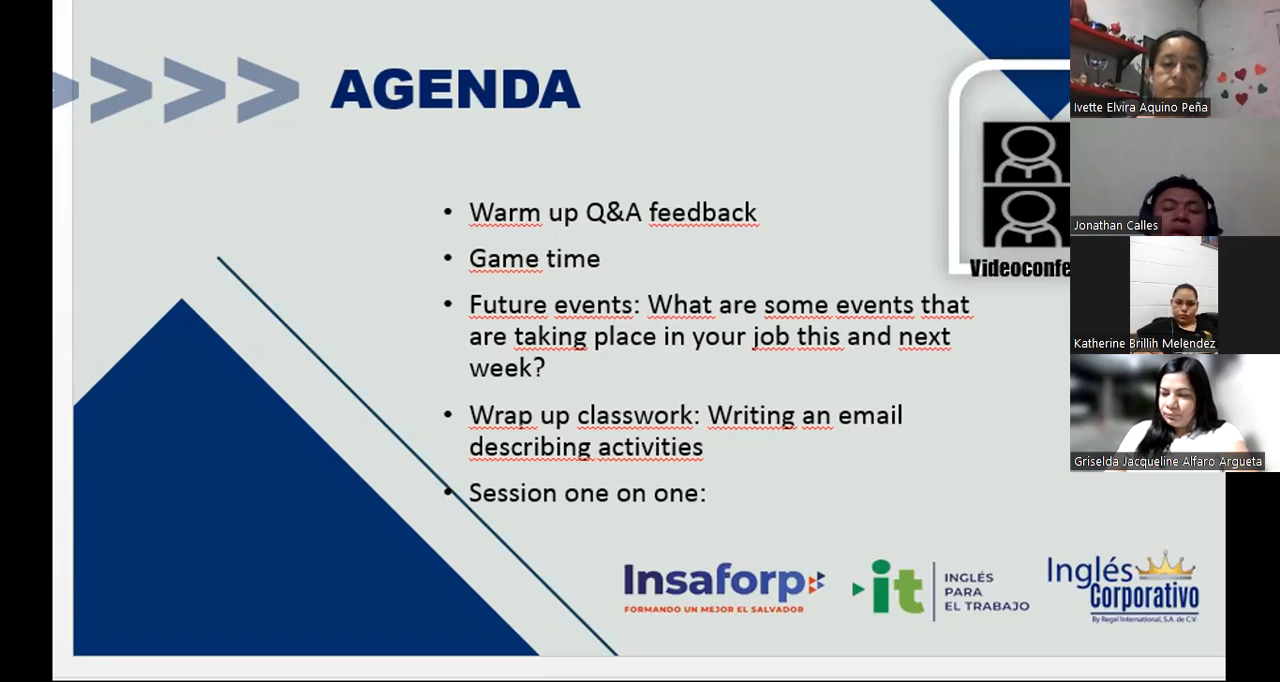 AGENDA
• Warm up Q&A feedback
• Game time
• Future events: What are some events that
are taking place in your job this and next
week?
• Wrap up classwork: Writing an email
describing activities
• Session one on one:
Videoconfe
Insaforp
FORMANDO UN MEJOR EL SALVADOR
it
INGLÉS
PARA
EL TRABAJO
Inglés
Corporativo
By Regal International, S.A. de C.V.
Ivette Elvira Aquino Peña
Jonathan Calles
Katherine Brillih Melendez
Griselda Jacqueline Alfaro Argueta